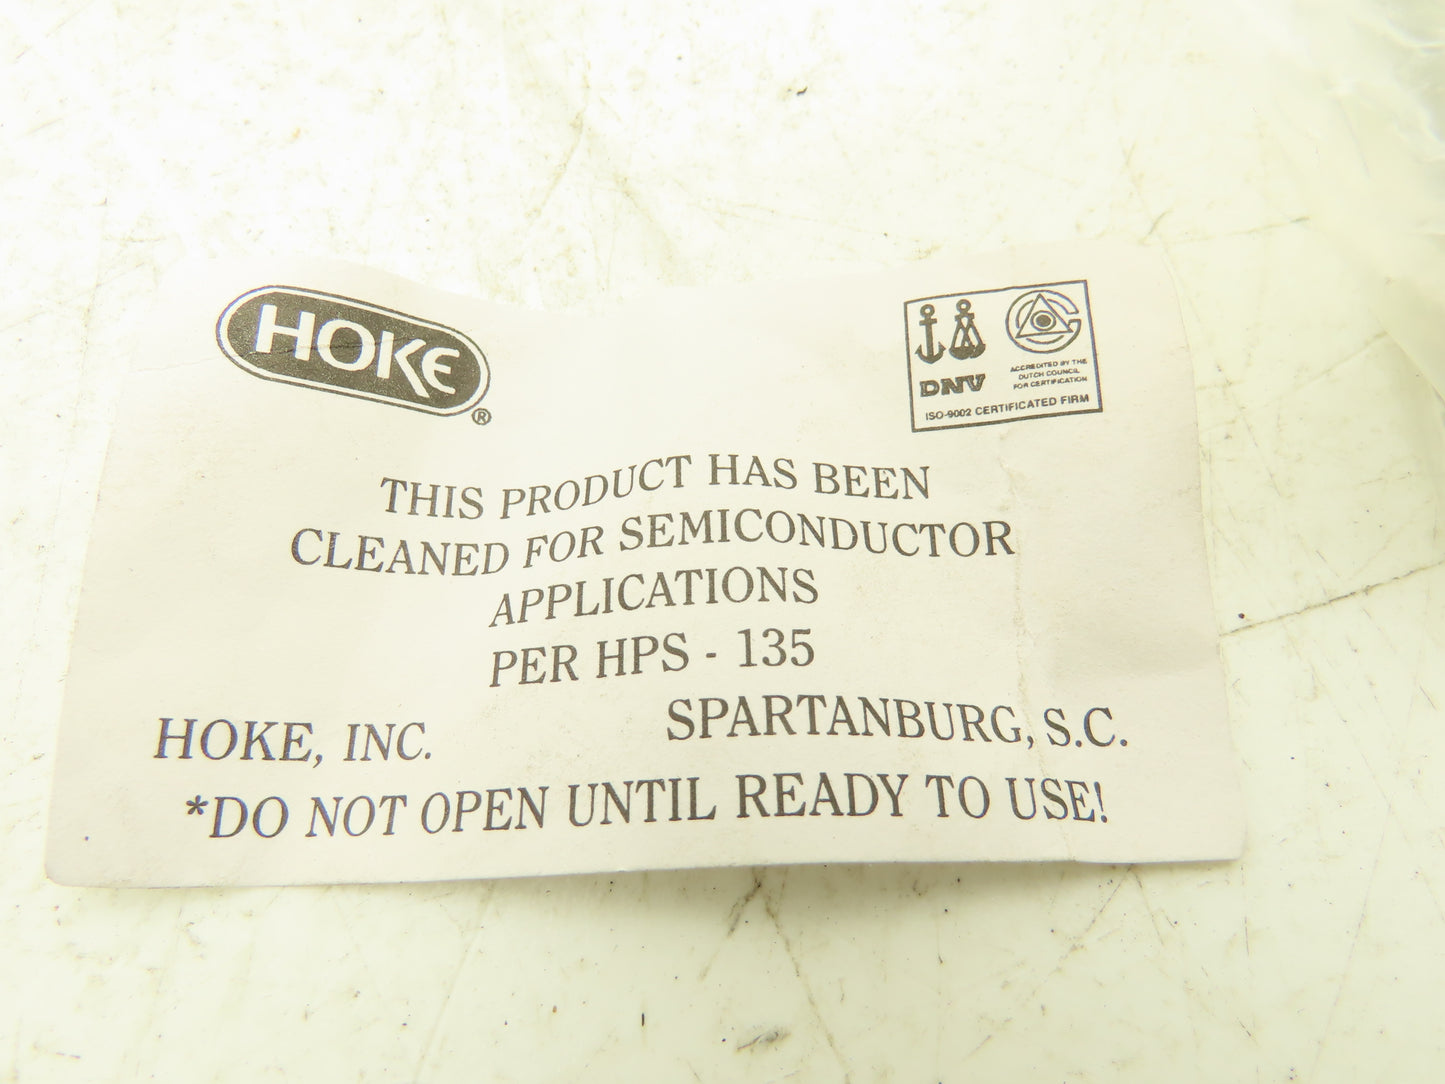 HOKE®
DNV
ACCREDITED BY THE
DUTCH COUNCIL
FOR CERTIFICATION
ISO-9002 CERTIFICATED FIRM
THIS PRODUCT HAS BEEN
CLEANED FOR SEMICONDUCTOR
APPLICATIONS
PER HPS - 135
HOKE, INC. SPARTANBURG, S.C.
*DO NOT OPEN UNTIL READY TO USE!